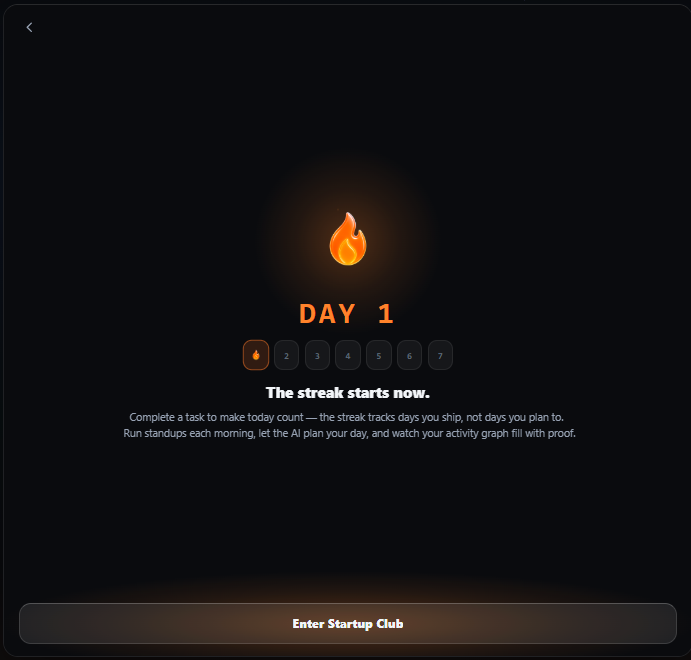 DAY 1
2 3 4 5 6 7
The streak starts now.
Complete a task to make today count — the streak tracks days you ship, not days you plan to.
Run standups each morning, let the AI plan your day, and watch your activity graph fill with proof.
Enter Startup Club